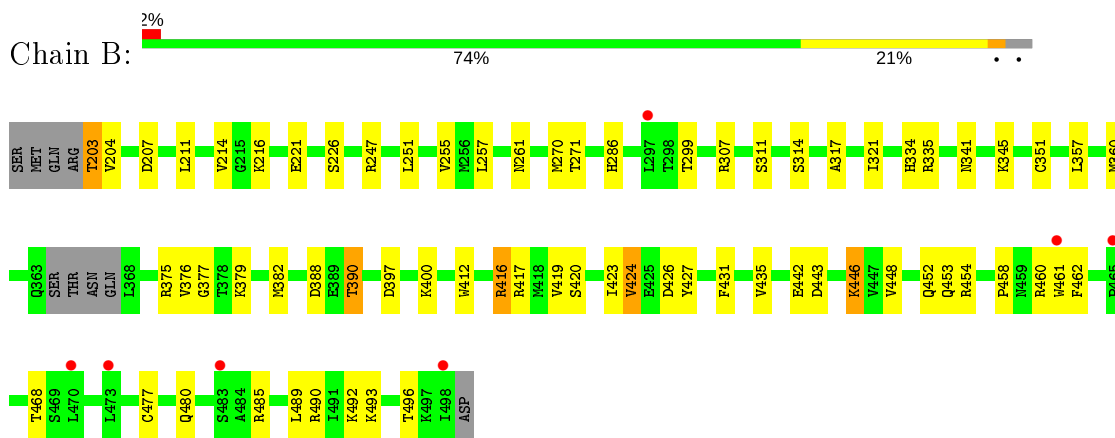 2%
Chain B:
74% 21% • •
SER MET GLN ARG T203 V204 D207 L211 V214 G215 K216 E221 S226 R247 L251 V255 M256 L257 N261 M270 T271 H286 L297 T298 T299 R307 S311 S314 A317 I321 H334 R335 N341 K345 C351 L357
Q363 SER THR ASN GLN L368 R375 V376 G377 T378 K379 M382 D388 E389 T390 D397 K400 W412 R416 R417 M418 V419 S420 I423 V424 E425 D426 Y427 F431 V435 E442 D443 K446 V447 V448 Q452 Q453 R454 P458 N459 R460 W461 F462
T468 S469 L470 L473 C477 Q480 S483 A484 R485 L489 R490 I491 K492 K493 T496 K497 I498 ASP